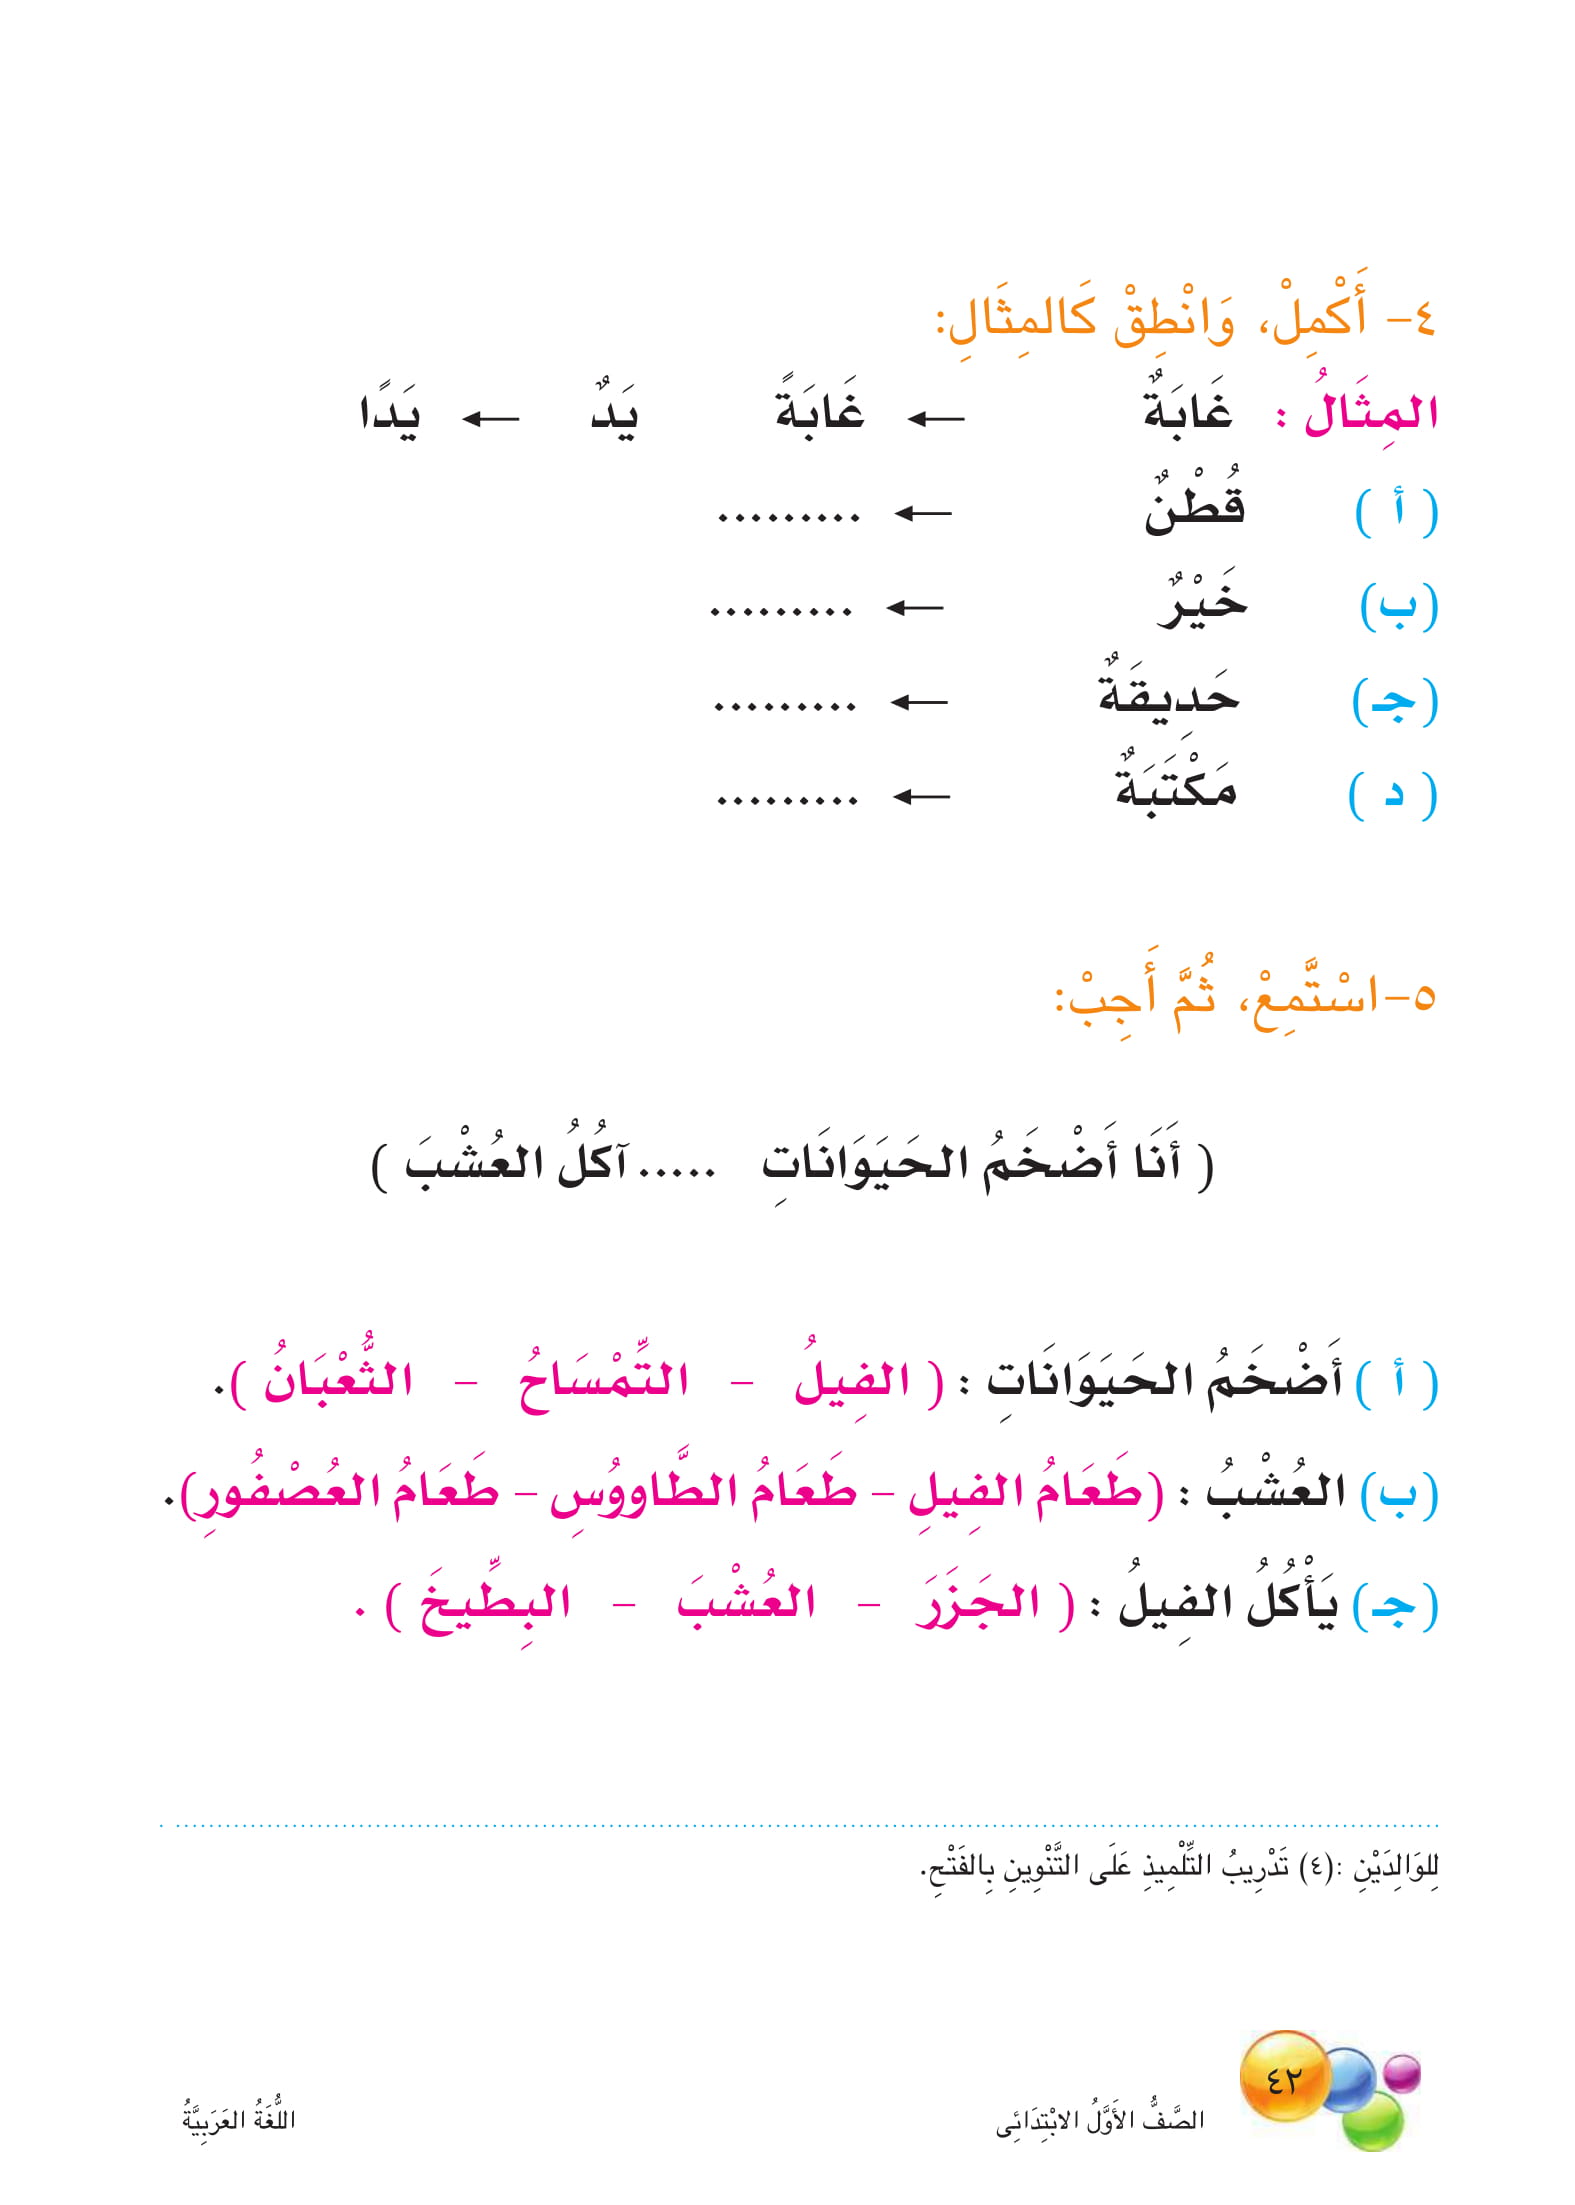 ٤- أَكْمِلْ، وَانْطِقْ كَالمِثَالِ:
المِثَالُ : غَابَةٌ ← غَابَةً يَدٌ ← يَدًا
( أ ) قُطْنٌ ← .........
(ب) خَيْرٌ ← .........
(جـ) حَدِيقَةٌ ← .........
( د ) مَكْتَبَةٌ ← .........
٥-اسْتَّمِعْ، ثُمَّ أَجِبْ:
( أَنَا أَضْخَمُ الحَيَوَانَاتِ ..... آكُلُ العُشْبَ )
( أ ) أَضْخَمُ الحَيَوَانَاتِ : ( الفِيلُ - التِّمْسَاحُ - الثُّعْبَانُ ).
(ب) العُشْبُ : (طَعَامُ الفِيلِ - طَعَامُ الطَّاووُسِ - طَعَامُ العُصْفُورِ).
(جـ) يَأْكُلُ الفِيلُ : ( الجَزَرَ - العُشْبَ - البِطِّيخَ ) .
لِلوَالِدَيْنِ :(٤) تَدْرِيبُ التِّلْمِيذِ عَلَى التَّنْوِينِ بِالفَتْحِ.
٤٢
الصَّفُّ الأَوَّلُ الابْتِدَائِى
اللُّغَةُ العَرَبِيَّةُ